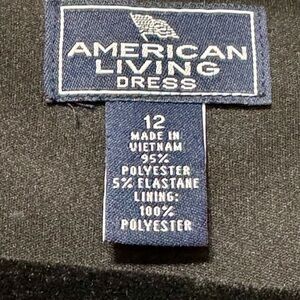 AMERICAN
LIVING
DRESS
12
MADE IN
VIETNAM
95%
POLYESTER
5% ELASTANE
LINING:
100%
POLYESTER